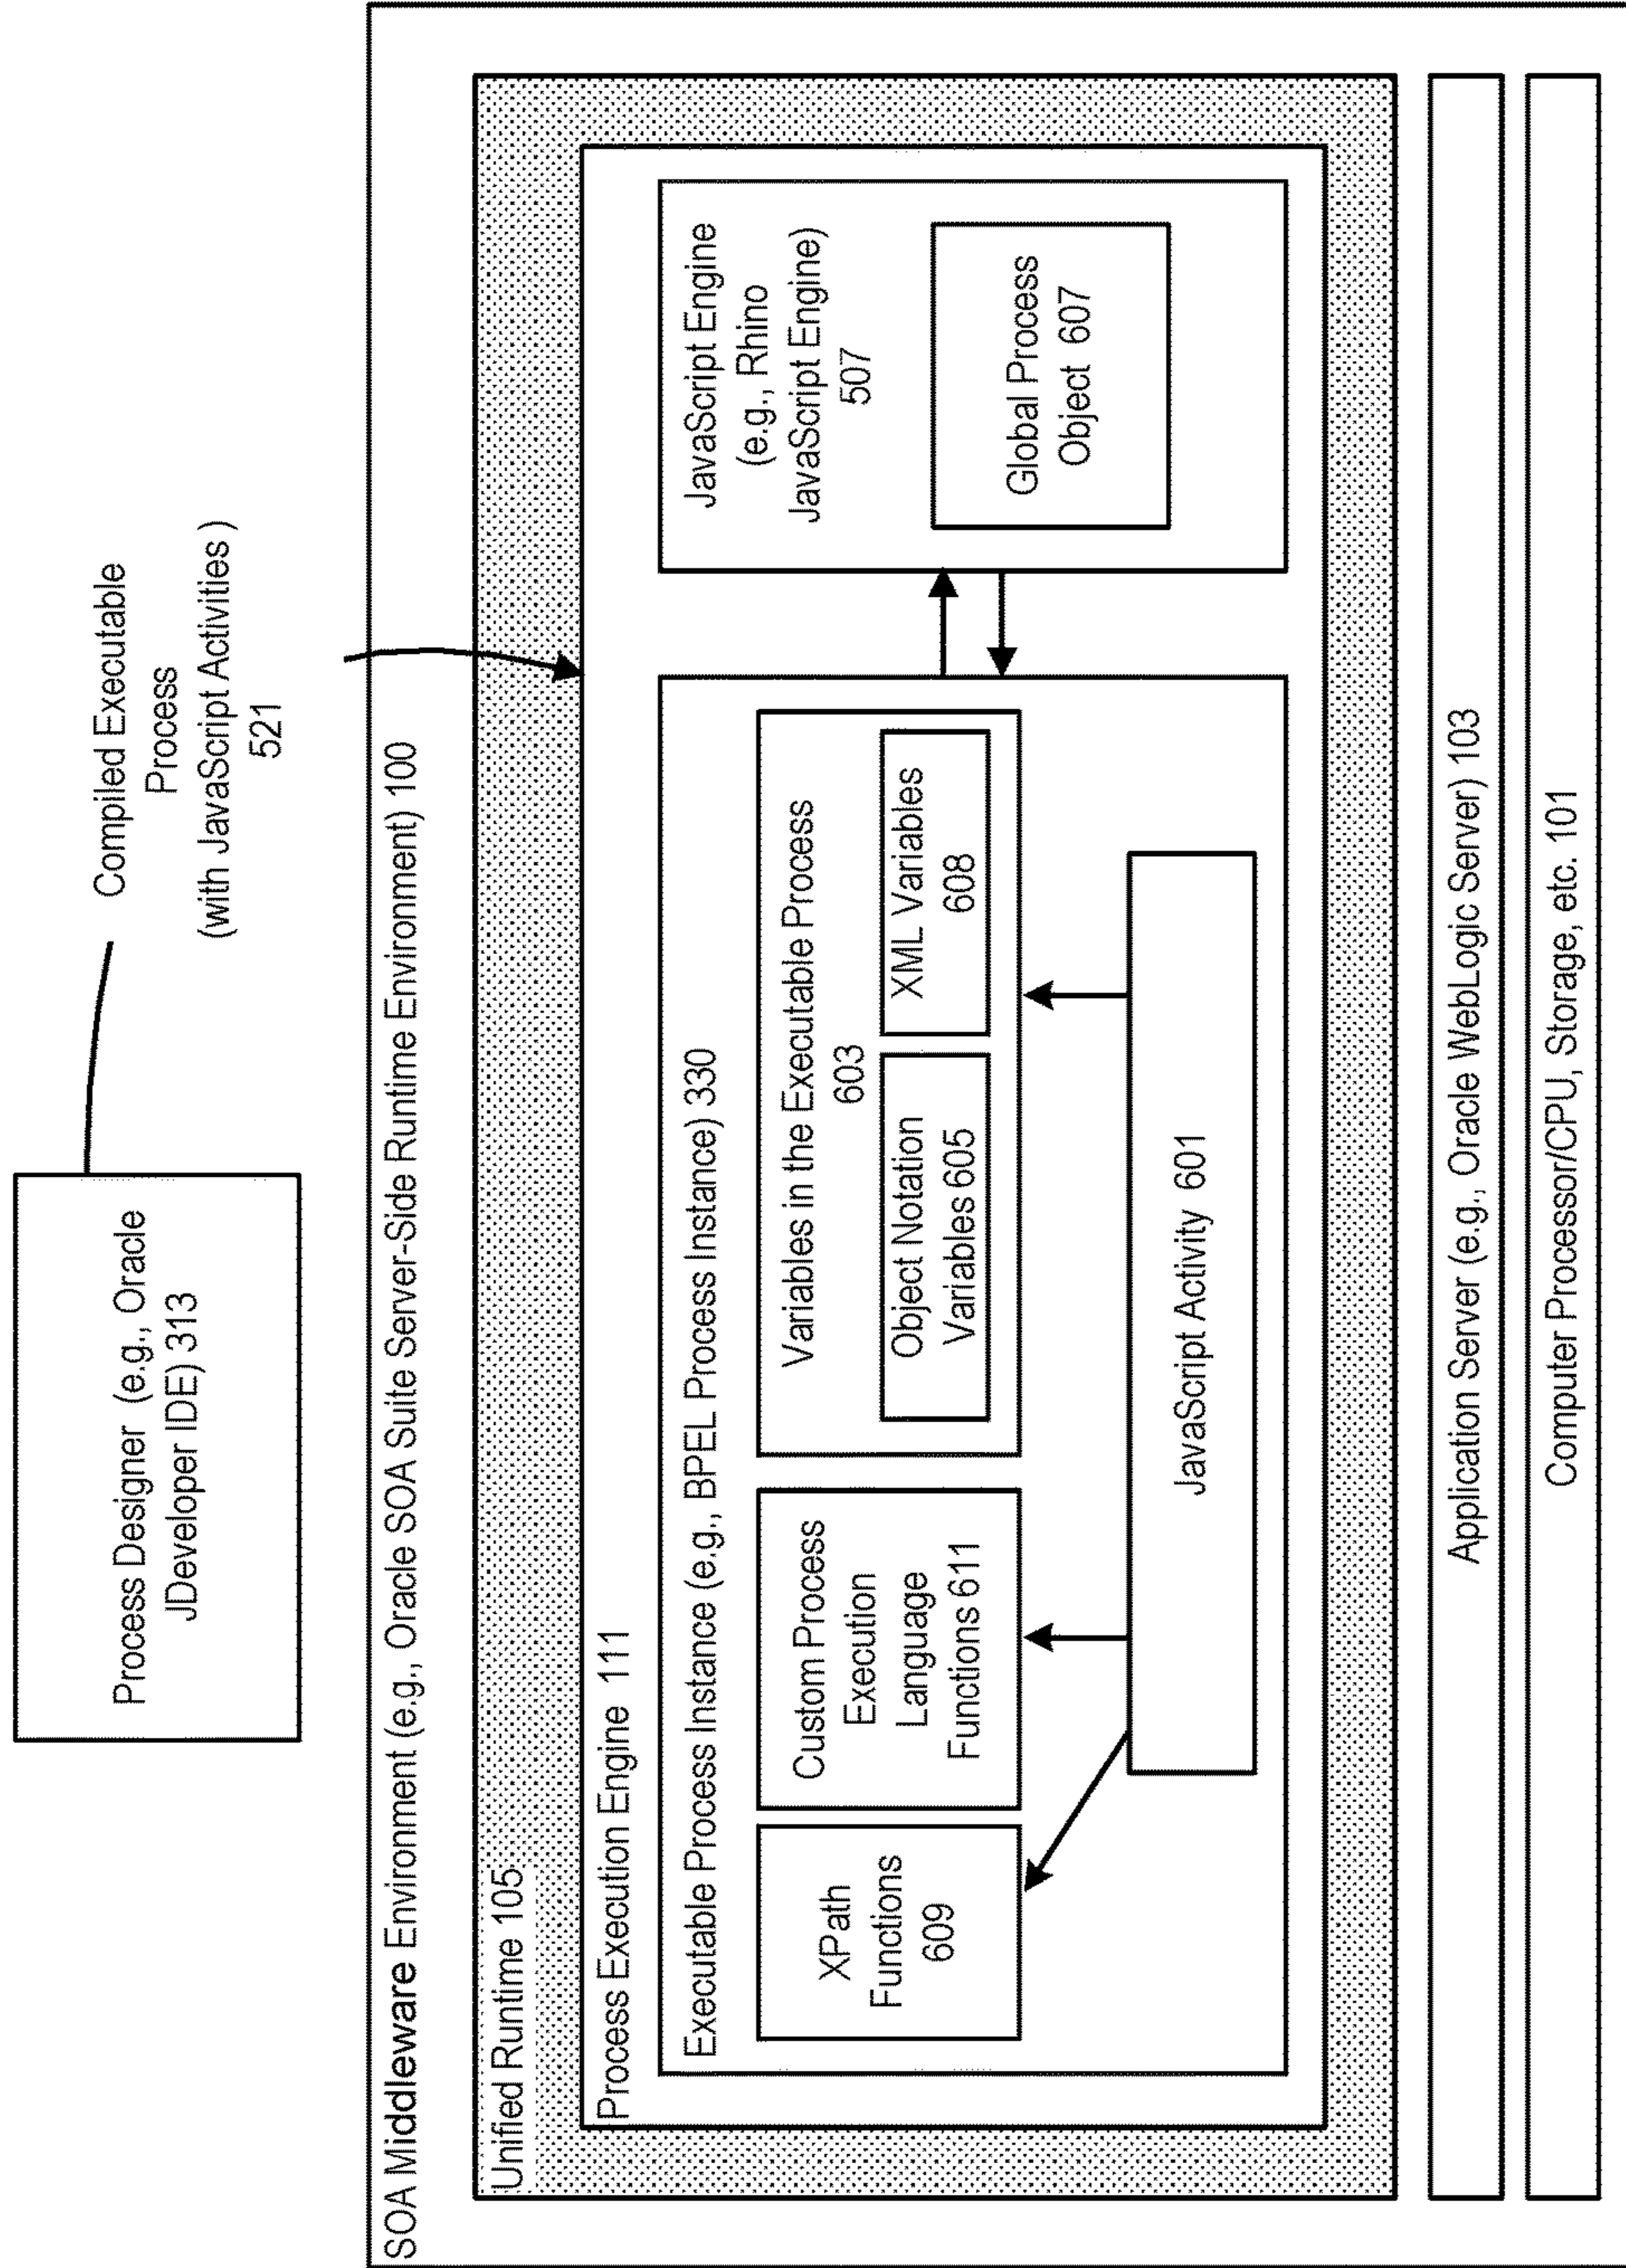 Process Designer (e.g., Oracle
JDeveloper IDE) 313
Compiled Executable
Process
(with JavaScript Activities )
521
SOA Middleware Environment (e.g., Oracle SOA Suite Server-Side Runtime Environment) 100
Unified Runtime 105
Process Execution Engine 111
Executable Process Instance (e.g., BPEL Process Instance) 330
XPath
Functions
609
Custom Process
Execution
Language
Functions 611
Variables in the Executable Process
603
Object Notation
Variables 605
XML Variables
608
JavaScript Activity 601
JavaScript Engine
(e.g., Rhino
JavaScript Engine)
507
Global Process
Object 607
Application Server (e.g., Oracle WebLogic Server) 103
Computer Processor/CPU, Storage, etc. 101